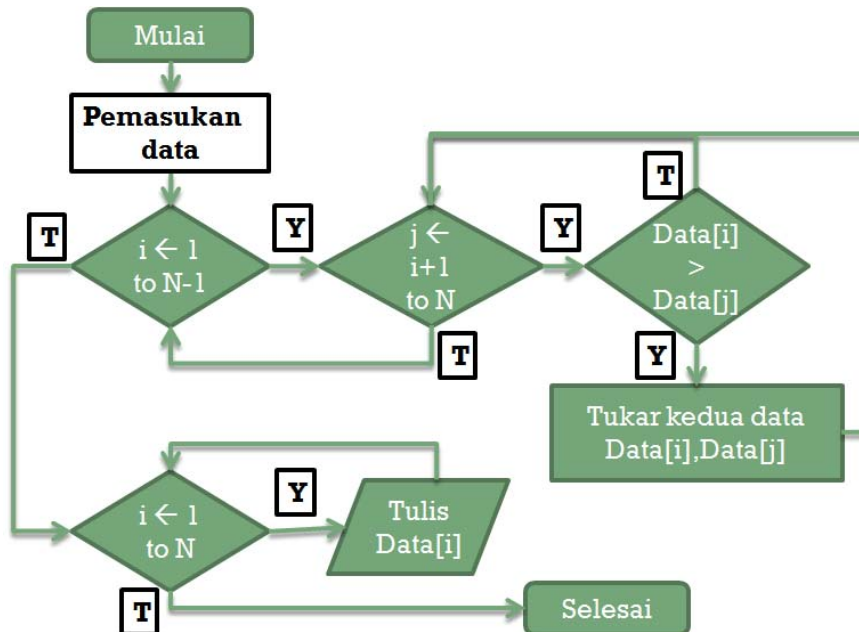 Mulai
Pemasukan
data
T
i ← 1
to N-1
Y
j ←
i+1
to N
T
Y
Data[i]
>
Data[j]
T
Y
Tukar kedua data
Data[i],Data[j]
i ← 1
to N
Y
Tulis
Data[i]
T
Selesai